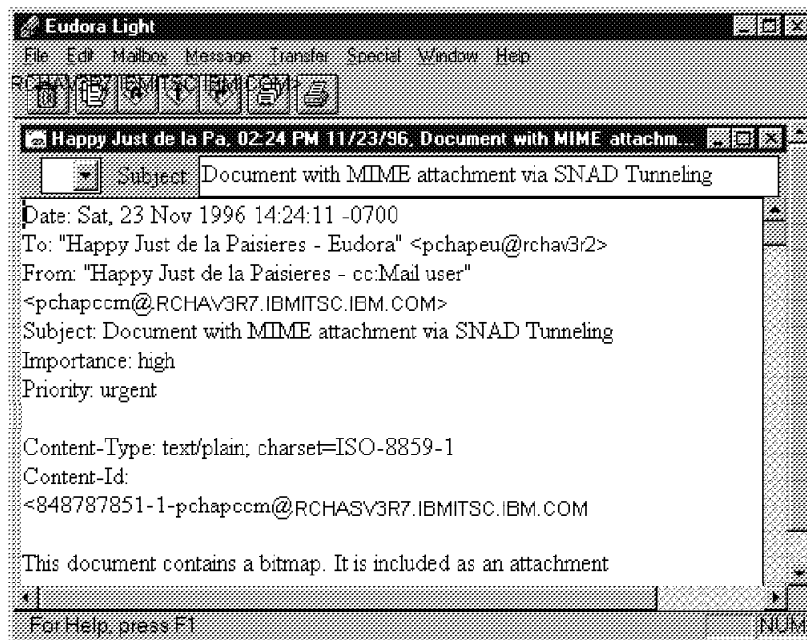 Eudora Light
File Edit Mailbox Message Transfer Special Window Help
RCHAV3R7.IBMITSC.IBM.COM>
Happy Just de la Pa, 02:24 PM 11/23/96, Document with MIME attachm...
Subject: Document with MIME attachment via SNAD Tunneling
Date: Sat, 23 Nov 1996 14:24:11 -0700
To: "Happy Just de la Paisieres - Eudora" <pchapeu@rchav3r2>
From: "Happy Just de la Paisieres - cc:Mail user"
<pchapccm@.RCHAV3R7.IBMITSC.IBM.COM>
Subject: Document with MIME attachment via SNAD Tunneling
Importance: high
Priority: urgent
Content-Type: text/plain; charset=ISO-8859-1
Content-Id:
<848787851-1-pchapccm@RCHASV3R7.IBMITSC.IBM.COM
This document contains a bitmap. It is included as an attachment
For Help, press F1
NUM